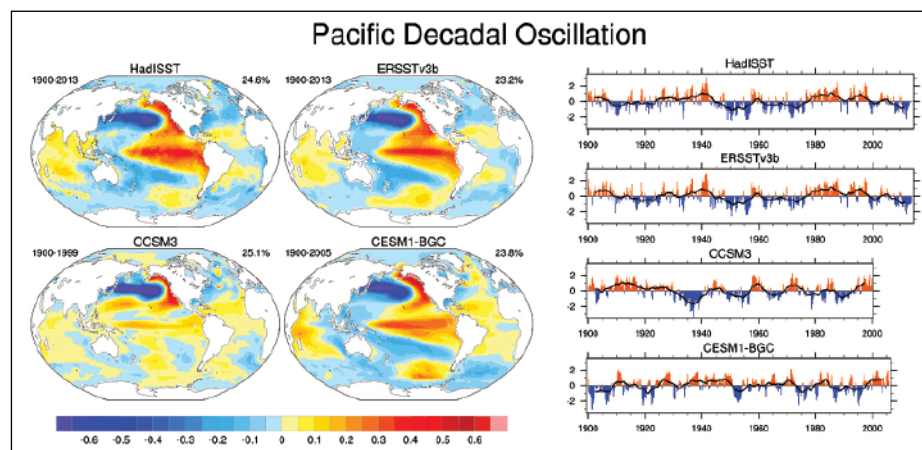 Pacific Decadal Oscillation
HadISST
1900-2013 24.6%
ERSSTv3b
1900-2013 23.2%
CCSM3
1900-1999 25.1%
CESM1-BGC
1900-2005 23.8%
-0.6 -0.5 -0.4 -0.3 -0.2 -0.1 0 0.1 0.2 0.3 0.4 0.5 0.6
HadISST
2
0
-2
1900 1920 1940 1960 1980 2000
ERSSTv3b
2
0
-2
1900 1920 1940 1960 1980 2000
CCSM3
2
0
-2
1900 1920 1940 1960 1980 2000
CESM1-BGC
2
0
-2
1900 1920 1940 1960 1980 2000